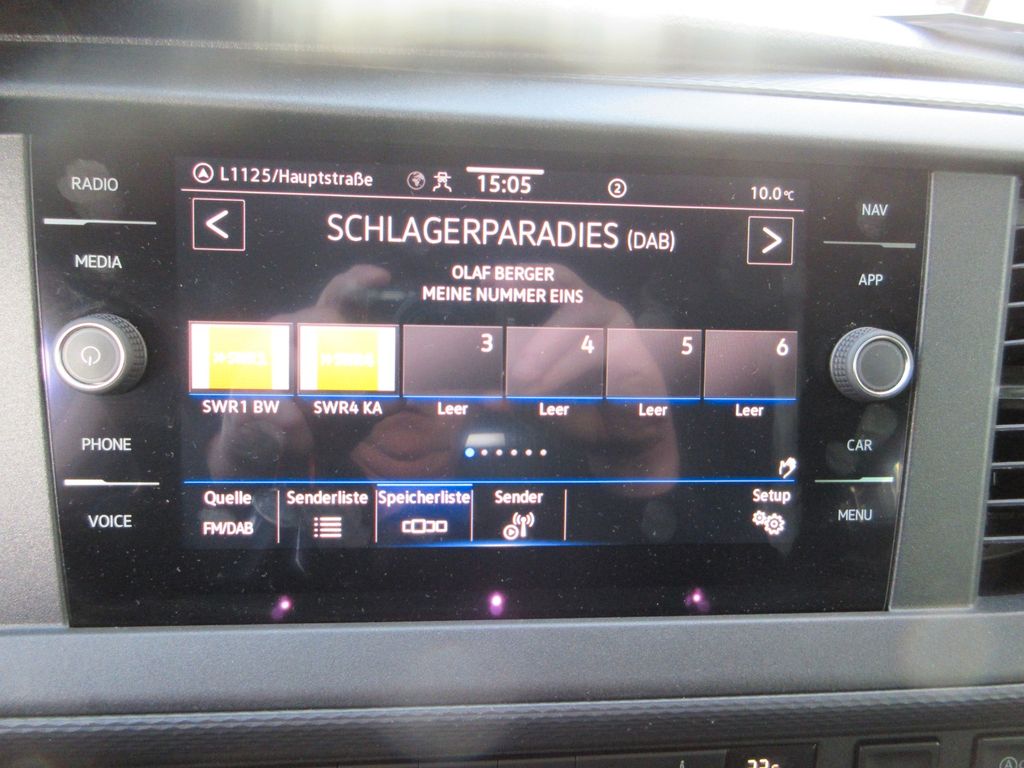 RADIO
MEDIA
PHONE
VOICE
L1125/Hauptstraße
15:05
2
10.0°C
< SCHLAGERPARADIES (DAB) >
OLAF BERGER
MEINE NUMMER EINS
3 4 5 6
SWR1 BW SWR4 KA Leer Leer Leer Leer
Quelle Senderliste Speicherliste Sender Setup
FM/DAB
NAV
APP
CAR
MENU